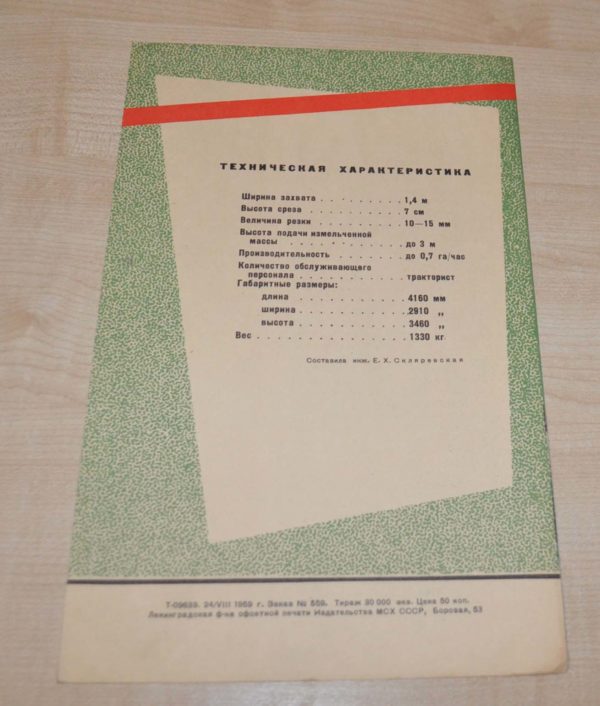 ТЕХНИЧЕСКАЯ ХАРАКТЕРИСТИКА
Ширина захвата . . . . . . . . . 1,4 м
Высота среза . . . . . . . . . . 7 см
Величина резки . . . . . . . . . 10—15 мм
Высота подачи измельченной
массы . . . . . . . . . . . до 3 м
Производительность . . . . . . . до 0,7 га/час
Количество обслуживающего
персонала . . . . . . . . . . тракторист
Габаритные размеры:
длина . . . . . . . . . . . 4160 мм
ширина . . . . . . . . . . . 2910 „
высота . . . . . . . . . . . 3460 „
Вес . . . . . . . . . . . . . . 1330 кг
Составила инж. Е. Х. Скляревская
24/VIII 1959 г. Заказ № 559. Тираж 30 000 экз. Цена 50 коп.
Ленинградская ф-ка офсетной печати Издательства МСХ СССР, Боровая, 53